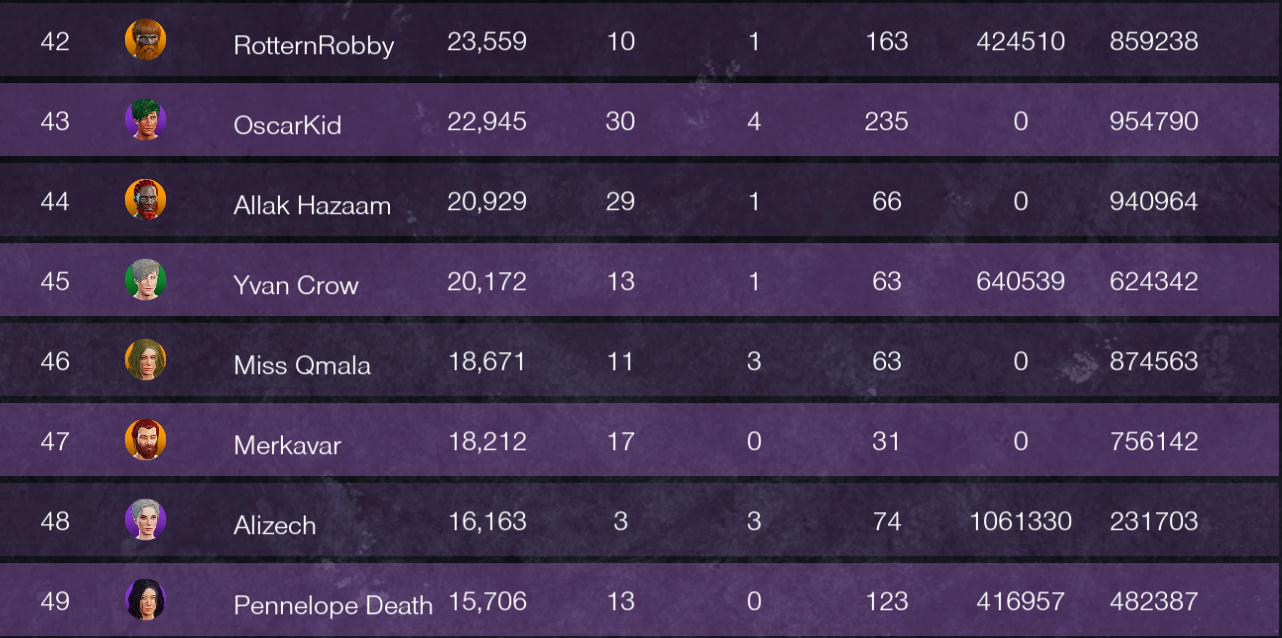 42 RotternRobby 23,559 10 1 163 424510 859238
43 OscarKid 22,945 30 4 235 0 954790
44 Allak Hazaam 20,929 29 1 66 0 940964
45 Yvan Crow 20,172 13 1 63 640539 624342
46 Miss Qmala 18,671 11 3 63 0 874563
47 Merkavar 18,212 17 0 31 0 756142
48 Alizech 16,163 3 3 74 1061330 231703
49 Pennelope Death 15,706 13 0 123 416957 482387